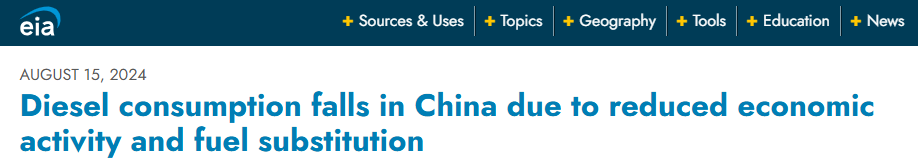 eia
+ Sources & Uses + Topics + Geography + Tools + Education + News
AUGUST 15, 2024
Diesel consumption falls in China due to reduced economic
activity and fuel substitution